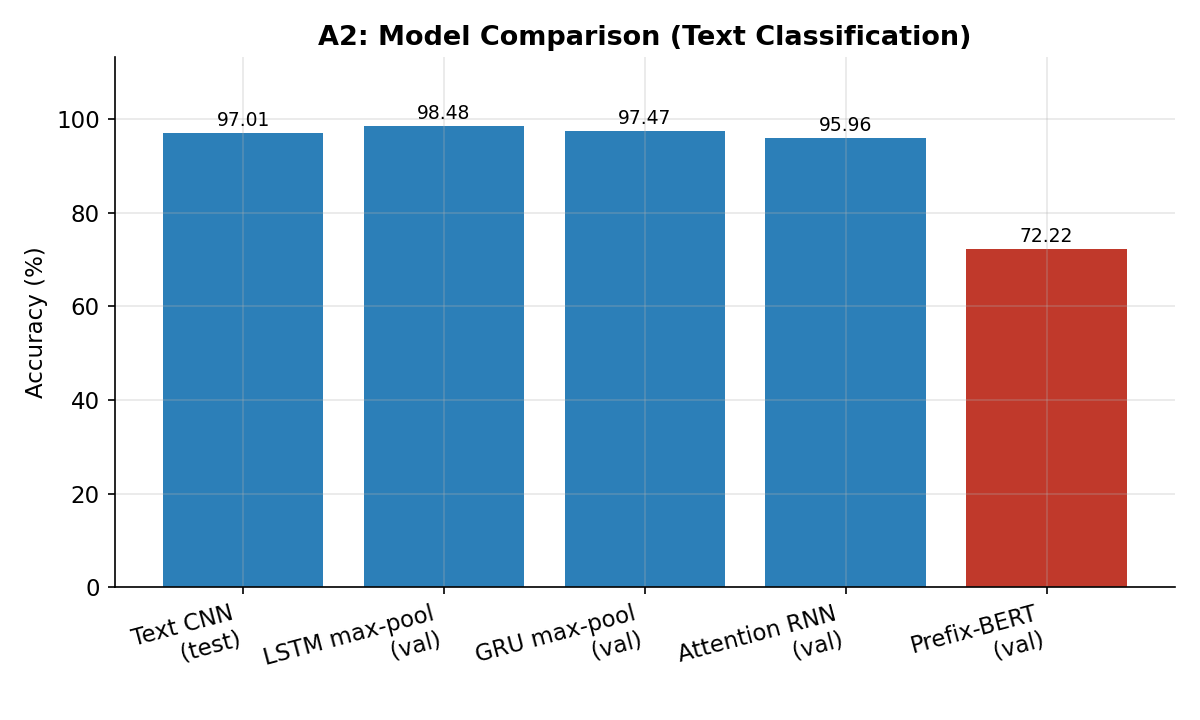 A2: Model Comparison (Text Classification)
Accuracy (%)
100
80
60
40
20
0
97.01
98.48
97.47
95.96
72.22
Text CNN
(test)
LSTM max-pool
(val)
GRU max-pool
(val)
Attention RNN
(val)
Prefix-BERT
(val)